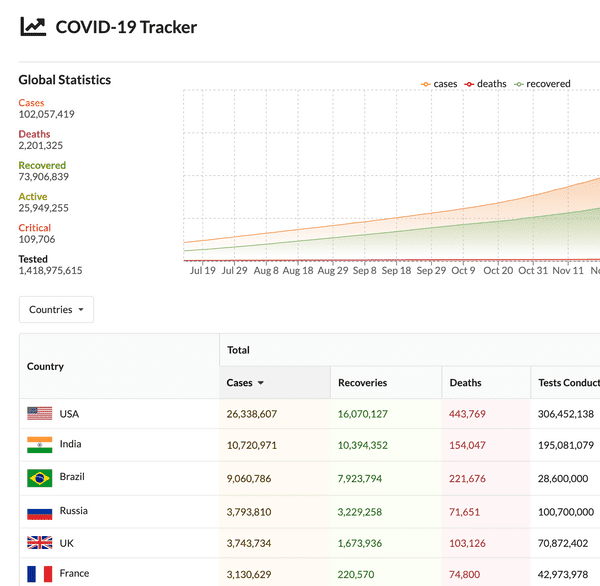 COVID-19 Tracker
Global Statistics
Cases
102,057,419
Deaths
2,201,325
Recovered
73,906,839
Active
25,949,255
Critical
109,706
Tested
1,418,975,615
cases deaths recovered
Jul 19 Jul 29 Aug 8 Aug 18 Aug 29 Sep 8 Sep 18 Sep 29 Oct 9 Oct 20 Oct 31 Nov 11
Countries
Country
Total
Cases Recoveries Deaths Tests Conduct
USA 26,338,607 16,070,127 443,769 306,452,138
India 10,720,971 10,394,352 154,047 195,081,079
Brazil 9,060,786 7,923,794 221,676 28,600,000
Russia 3,793,810 3,229,258 71,651 100,700,000
UK 3,743,734 1,673,936 103,126 70,872,402
France 3,130,629 220,570 74,800 42,973,978